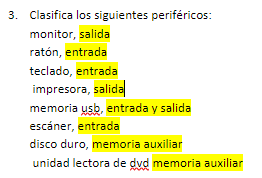 3. Clasifica los siguientes periféricos:
monitor, salida
ratón, entrada
teclado, entrada
impresora, salida
memoria usb, entrada y salida
escáner, entrada
disco duro, memoria auxiliar
unidad lectora de dvd memoria auxiliar